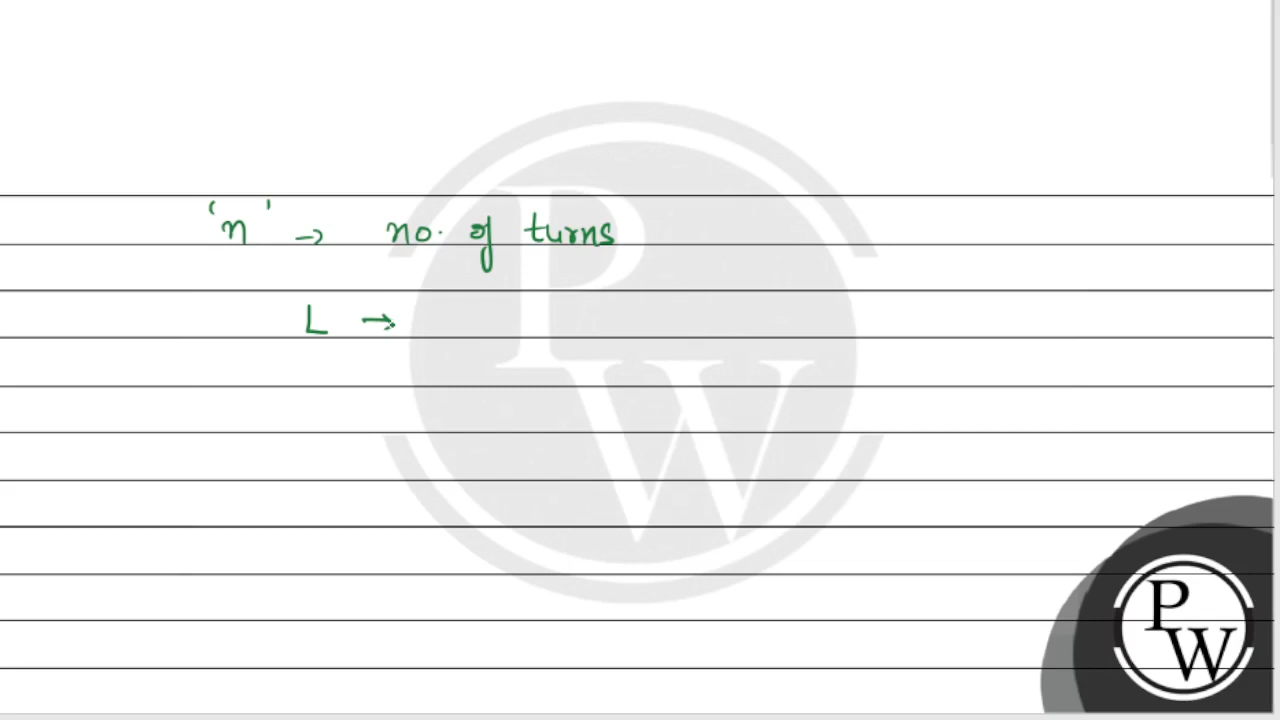 'n' → no. of turns
L →
P
W
P
W